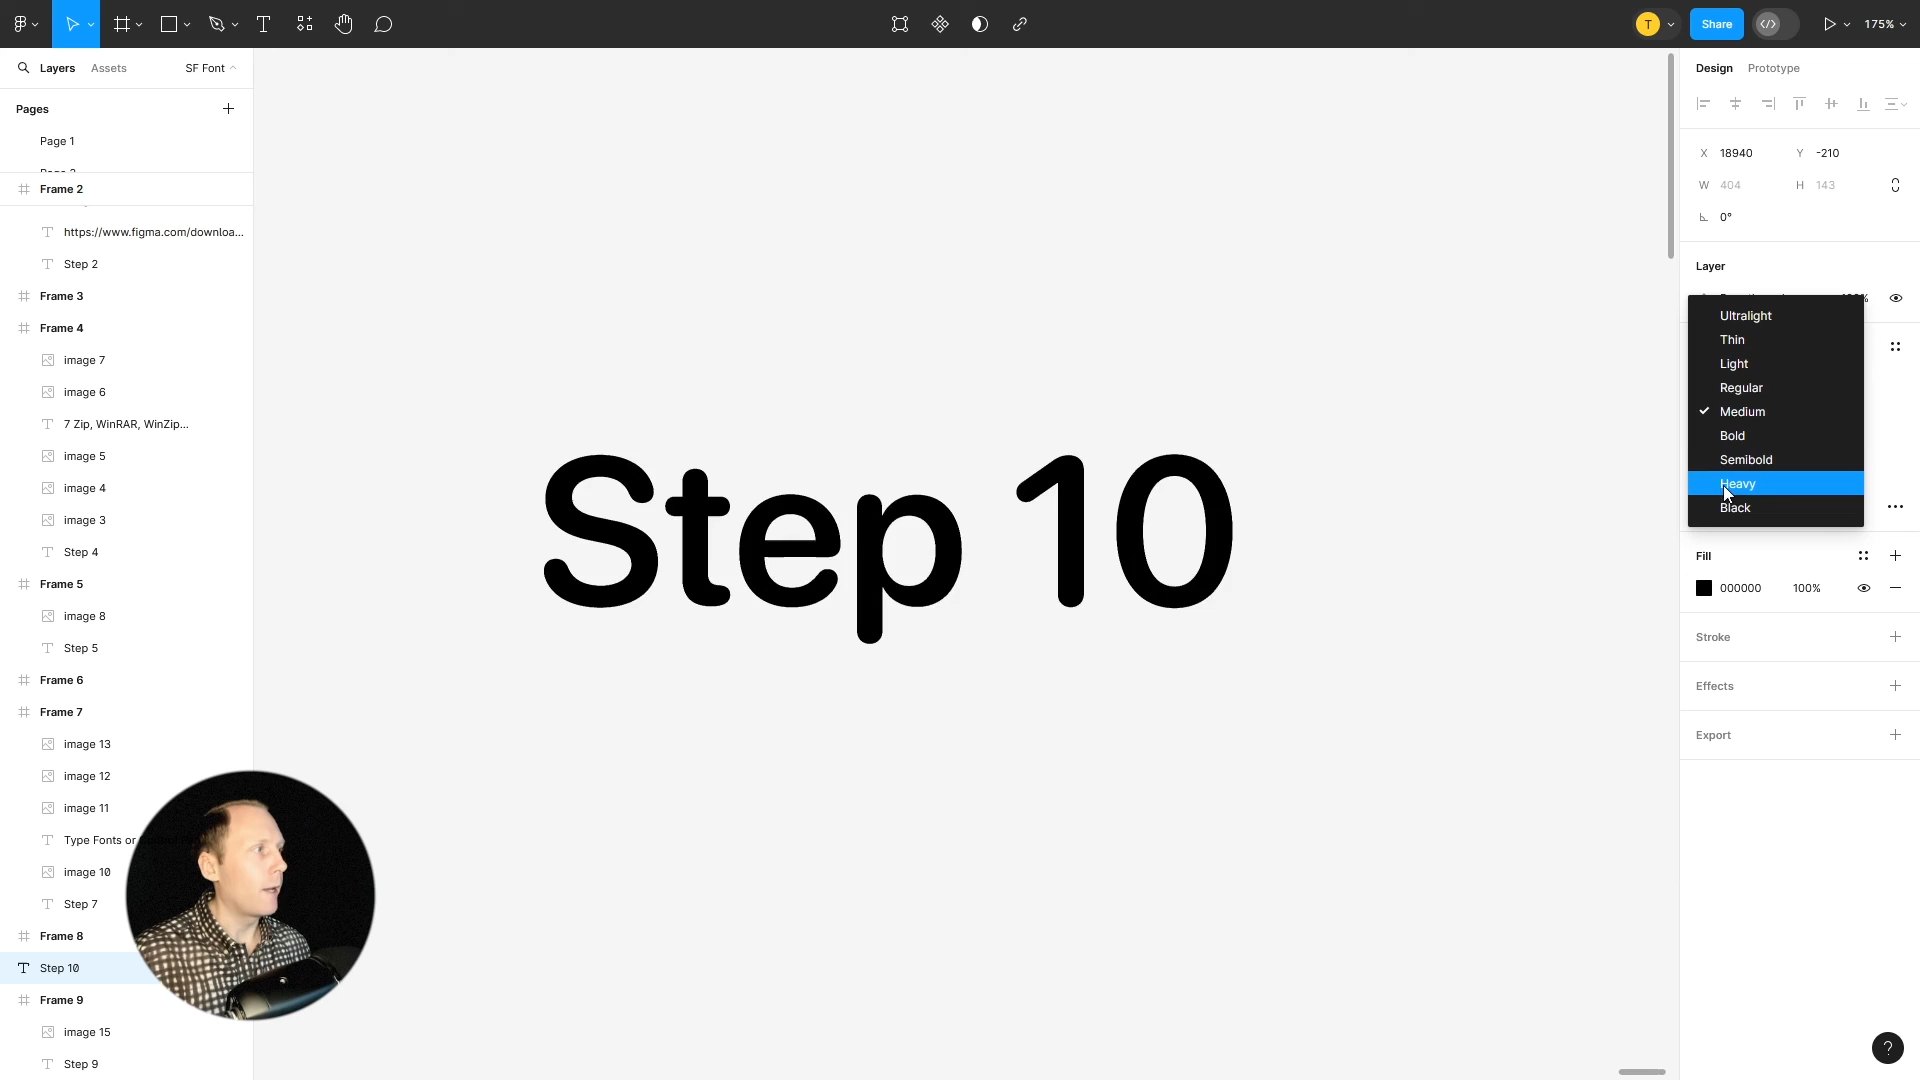 T
Share
175%
Layers
Assets
SF Font
Pages
Page 1
Frame 2
https://www.figma.com/downloa...
Step 2
Frame 3
Frame 4
image 7
image 6
7 Zip, WinRAR, WinZip...
image 5
image 4
image 3
Step 4
Frame 5
image 8
Step 5
Frame 6
Frame 7
image 13
image 12
image 11
Type Fonts or
image 10
Step 7
Frame 8
Step 10
Frame 9
image 15
Step 9
Step 10
Design
Prototype
X 18940 Y -210
W 404 H 143
0°
Layer
Ultralight
Thin
Light
Regular
Medium
Bold
Semibold
Heavy
Black
Fill
000000 100%
Stroke
Effects
Export
?